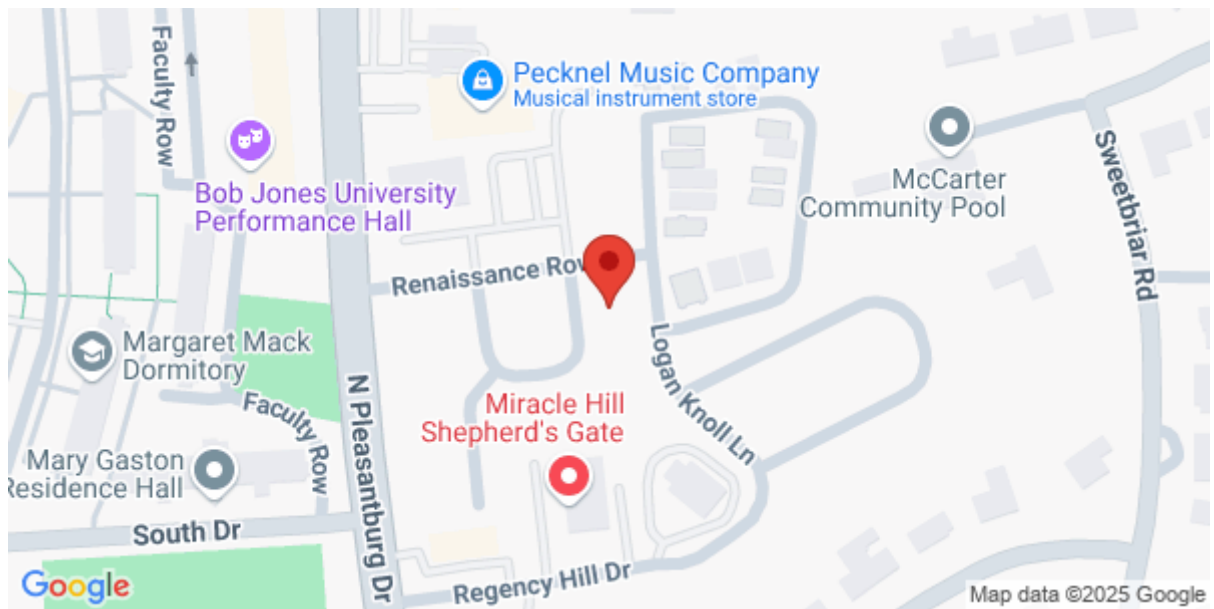 Faculty Row
Pecknel Music Company
Musical instrument store
Bob Jones University
Performance Hall
McCarter
Community Pool
Sweetbriar Rd
Renaissance Row
Margaret Mack
Dormitory
Logan Knoll Ln
N Pleasantburg Dr
Faculty Row
Miracle Hill
Shepherd's Gate
Mary Gaston
Residence Hall
South Dr
Regency Hill Dr
Google
Map data ©2025 Google